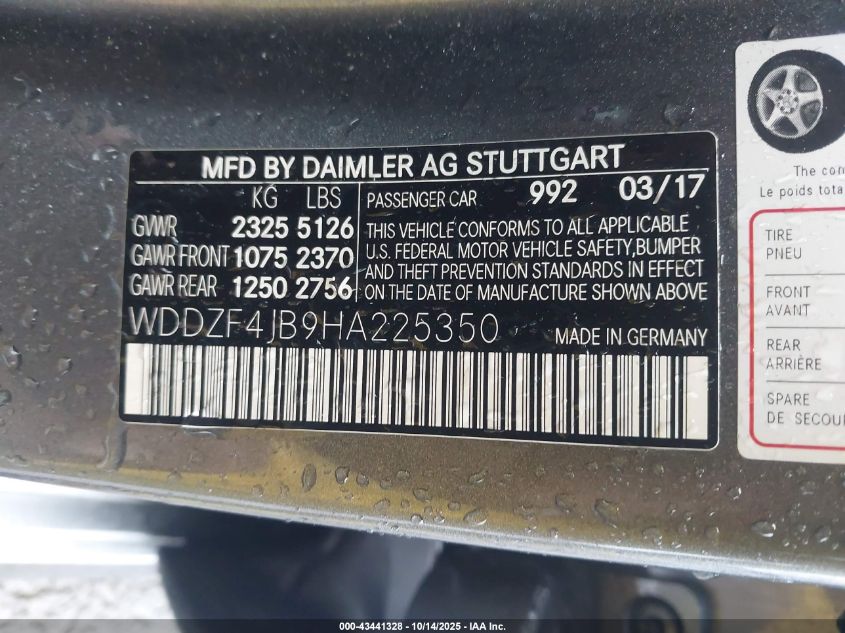 MFD BY DAIMLER AG STUTTGART
KG LBS
GVWR 2325 5126
GAWR FRONT 1075 2370
GAWR REAR 1250 2756
PASSENGER CAR 992 03/17
THIS VEHICLE CONFORMS TO ALL APPLICABLE
U.S. FEDERAL MOTOR VEHICLE SAFETY, BUMPER
AND THEFT PREVENTION STANDARDS IN EFFECT
ON THE DATE OF MANUFACTURE SHOWN ABOVE
WDDZF4JB9HA225350 MADE IN GERMANY
The com
Le poids tota
TIRE
PNEU
FRONT
AVANT
REAR
ARRIÈRE
SPARE
DE SECOU
000-43441328 - 10/14/2025 - IAA Inc.